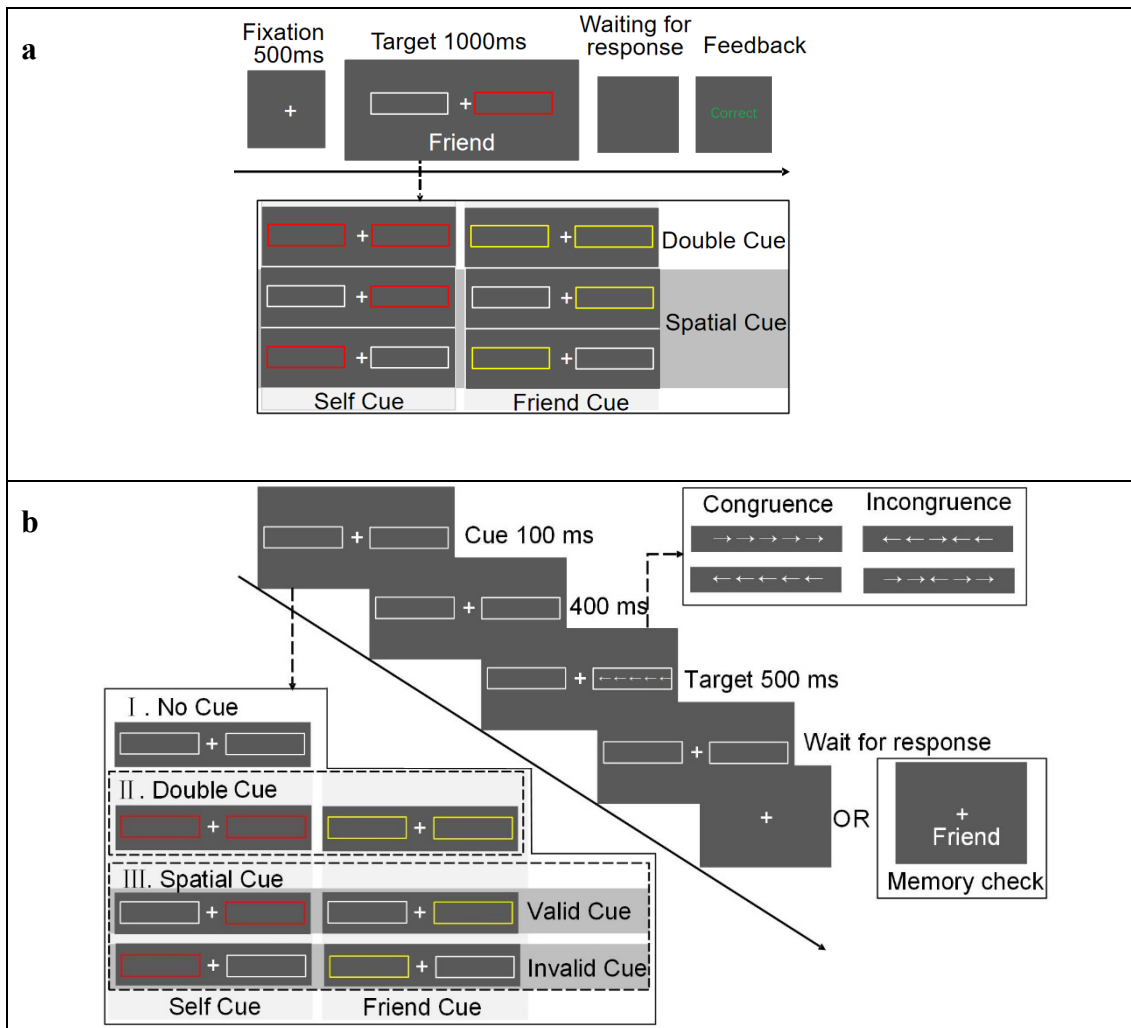 a
Fixation
500ms
Target 1000ms
Waiting for
response
Feedback
+
+
Friend
Correct
+
+
Double Cue
+
+
Spatial Cue
+
+
Self Cue
Friend Cue
b
+
Cue 100 ms
Congruence
Incongruence
→→→→→
←←→←←
←←←←←
→→←→→
+
400 ms
+
←←←←←
Target 500 ms
+
Wait for response
+
OR
+
Friend
Memory check
Ⅰ. No Cue
+
Ⅱ. Double Cue
+
+
Ⅲ. Spatial Cue
+
+
Valid Cue
+
+
Invalid Cue
Self Cue
Friend Cue